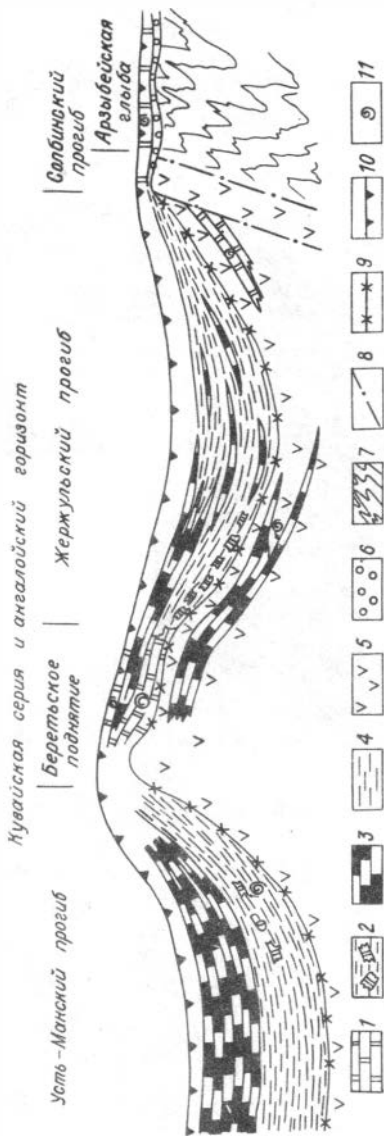 Кувайская серия и ангалойский горизонт
Усть-Манский прогиб
Беретьское
поднятие
Жержульский прогиб
Салбинский
прогиб
Арзыбейская
глыба
1 2 3 4 5 6 7 8 9 10 11